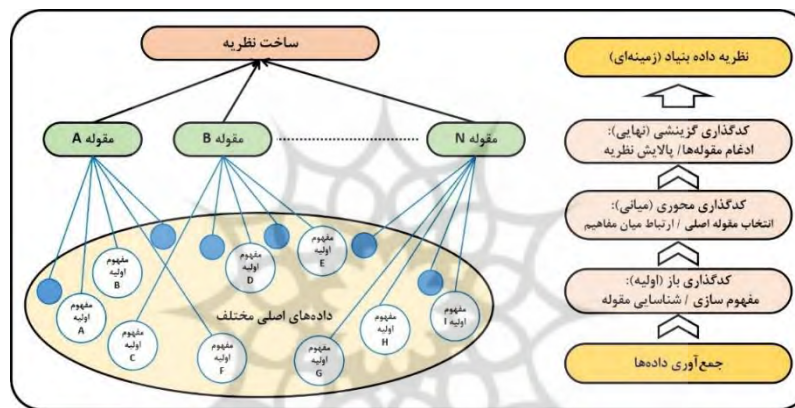 ساخت نظریه
مقوله A
مقوله B
مقوله N
مفهوم
اولیه
B
مفهوم
اولیه
D
مفهوم
اولیه
E
مفهوم
اولیه
A
مفهوم
اولیه
C
مفهوم
اولیه
F
مفهوم
اولیه
G
مفهوم
اولیه
H
مفهوم
اولیه I
داده‌های اصلی مختلف
نظریه داده بنیاد (زمینه‌ای)
کدگذاری گزینشی (نهایی):
ادغام مقوله‌ها/ پالایش نظریه
کدگذاری محوری (میانی):
انتخاب مقوله اصلی / ارتباط میان مفاهیم
کدگذاری باز (اولیه):
مفهوم سازی / شناسایی مقوله
جمع‌آوری داده‌ها